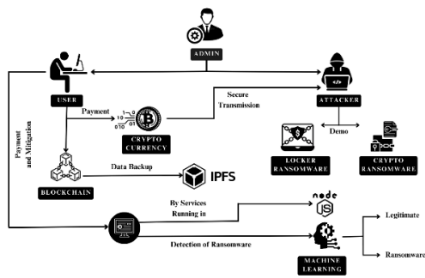 ADMIN
USER
Payment
Secure
Transmission
ATTACKER
CRYPTO
CURRENCY
Demo
Payment
and Mitigation
LOCKER
RANSOMWARE
CRYPTO
RANSOMWARE
BLOCKCHAIN
Data Backup
IPFS
By Services
Running in
node
JS
Legitimate
Detection of Ransomware
MACHINE
LEARNING
Ransomware